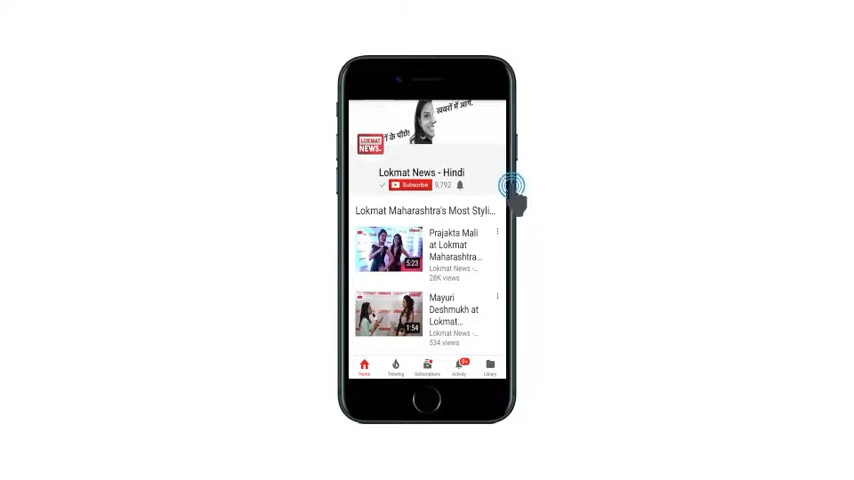 खबरों में आगे,
के पीछे!
LOKMAT
NEWS
Lokmat News - Hindi
Subscribe 9,792
Lokmat Maharashtra's Most Styli...
Prajakta Mali
at Lokmat
Maharashtra...
Lokmat News -...
28K views
5:23
Mayuri
Deshmukh at
Lokmat...
Lokmat News -...
534 views
1:54
9+
Home Trending Subscriptions Activity Library